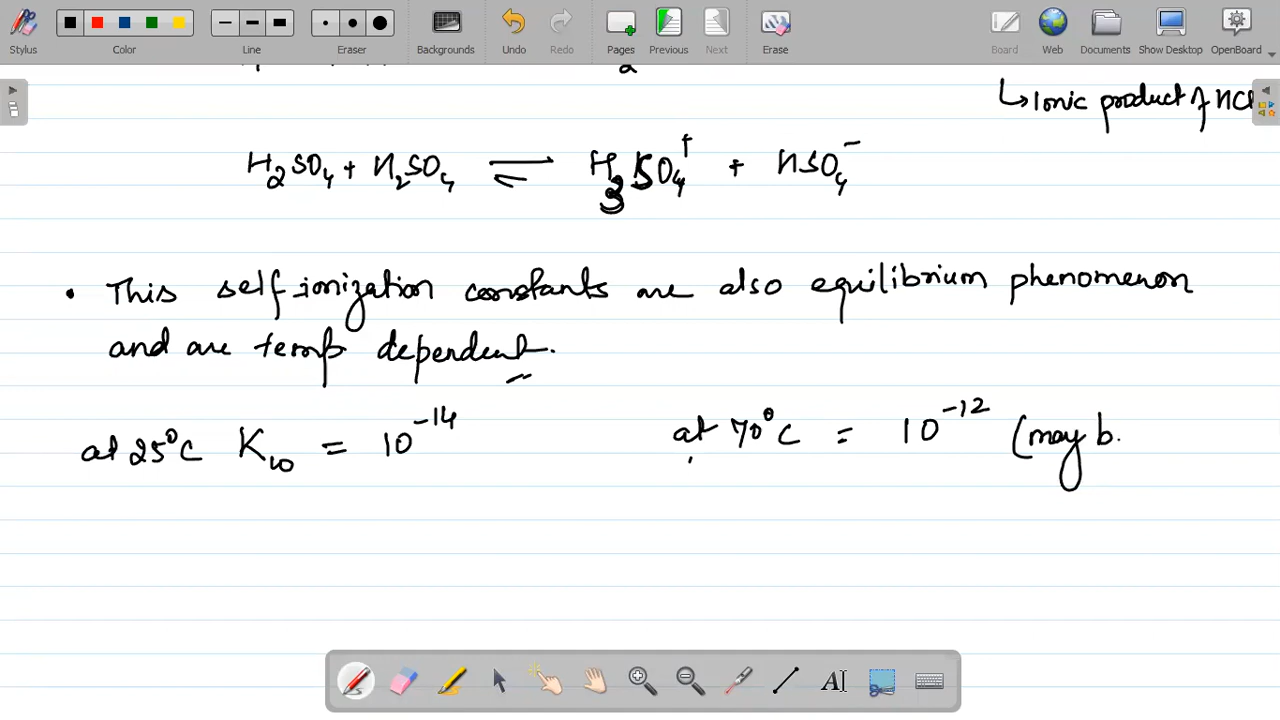 Stylus Color Line Eraser Backgrounds Undo Redo Pages Previous Next Erase Board Web Documents Show Desktop OpenBoard
2
↳ Ionic product of HCl
H₂SO₄ + H₂SO₄ ⇌ H₃SO₄⁺ + HSO₄⁻
• This self ionization constants are also equilibrium phenomenon
and are temp. dependent.
at 25°C Kw = 10⁻¹⁴ at 70°C = 10⁻¹² (may b